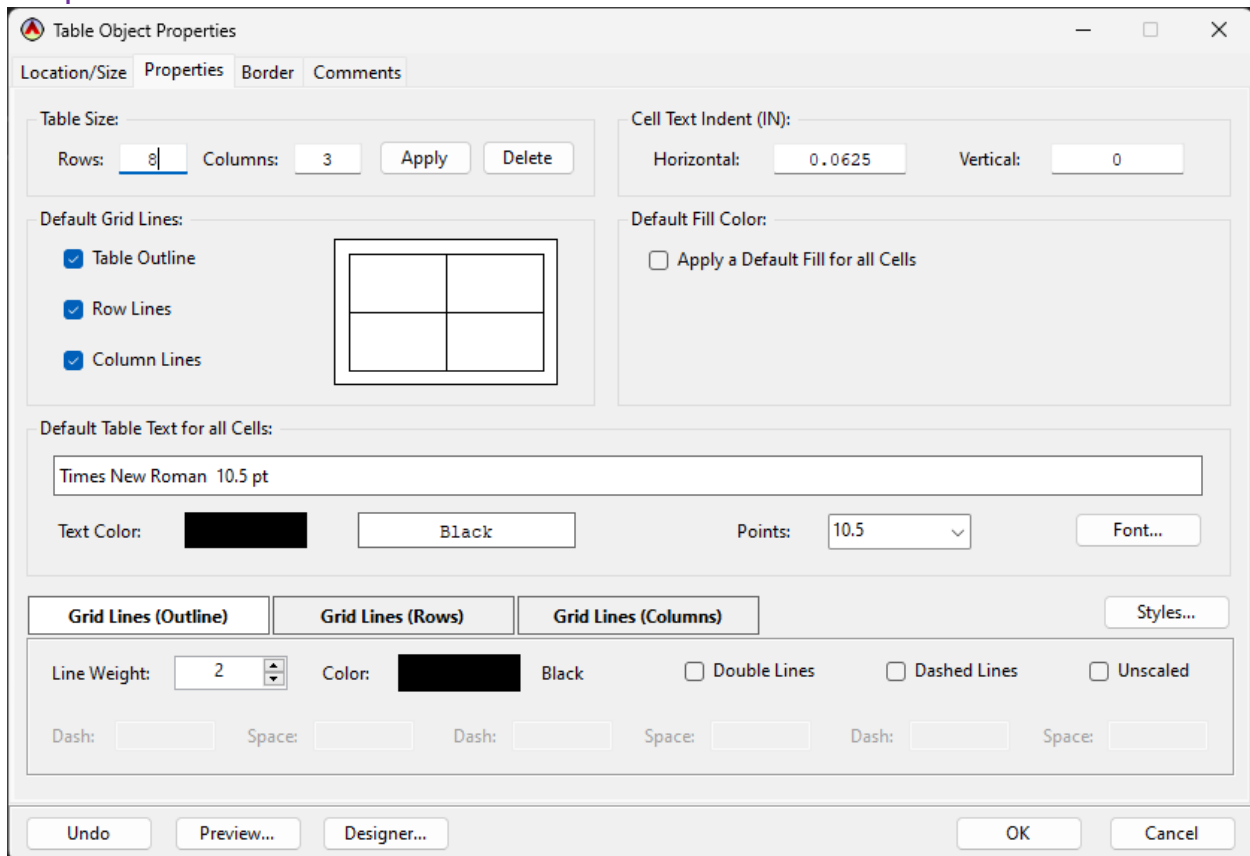 Table Object Properties
Location/Size Properties Border Comments
Table Size:
Rows: 8 Columns: 3 Apply Delete
Cell Text Indent (IN):
Horizontal: 0.0625 Vertical: 0
Default Grid Lines:
Table Outline
Row Lines
Column Lines
Default Fill Color:
Apply a Default Fill for all Cells
Default Table Text for all Cells:
Times New Roman 10.5 pt
Text Color: Black Points: 10.5 Font...
Grid Lines (Outline) Grid Lines (Rows) Grid Lines (Columns) Styles...
Line Weight: 2 Color: Black Double Lines Dashed Lines Unscaled
Dash: Space: Dash: Space: Dash: Space:
Undo Preview... Designer... OK Cancel